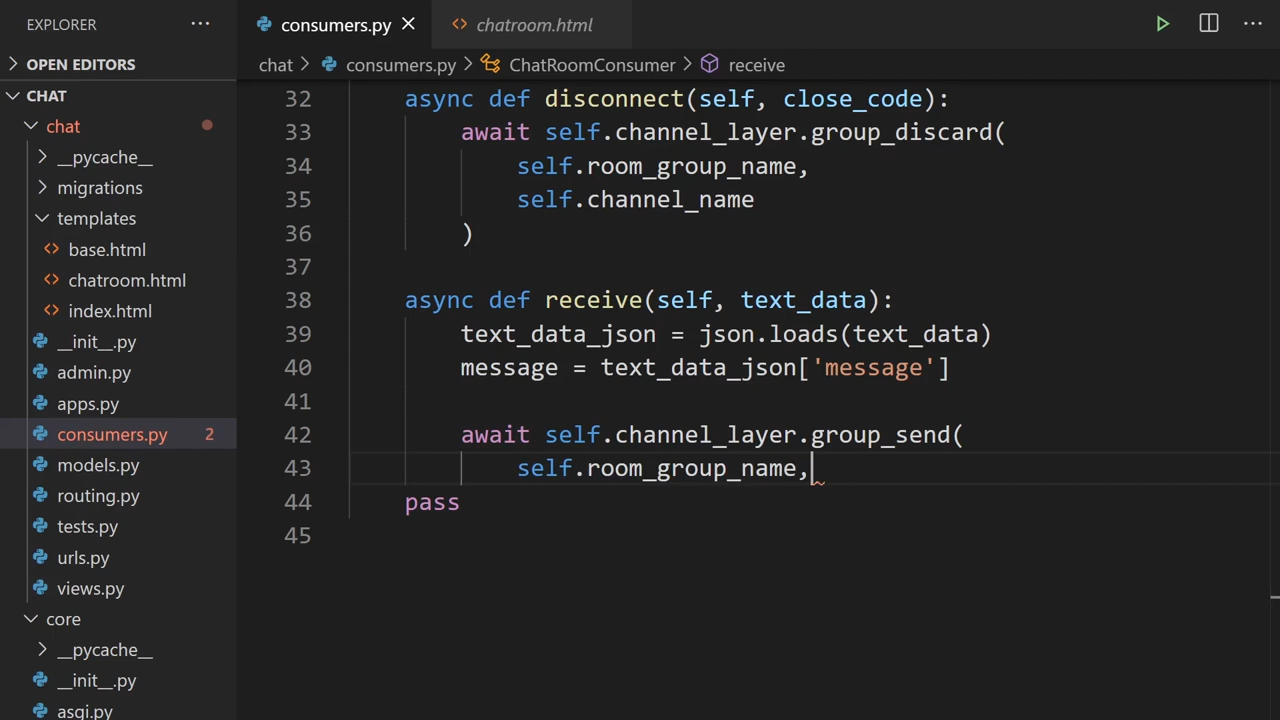 EXPLORER ···
OPEN EDITORS
CHAT
chat
__pycache__
migrations
templates
base.html
chatroom.html
index.html
__init__.py
admin.py
apps.py
consumers.py 2
models.py
routing.py
tests.py
urls.py
views.py
core
__pycache__
__init__.py
asgi.py
consumers.py
chatroom.html
chat > consumers.py > ChatRoomConsumer > receive
32 async def disconnect(self, close_code):
33 await self.channel_layer.group_discard(
34 self.room_group_name,
35 self.channel_name
36 )
37
38 async def receive(self, text_data):
39 text_data_json = json.loads(text_data)
40 message = text_data_json['message']
41
42 await self.channel_layer.group_send(
43 self.room_group_name,
44 pass
45